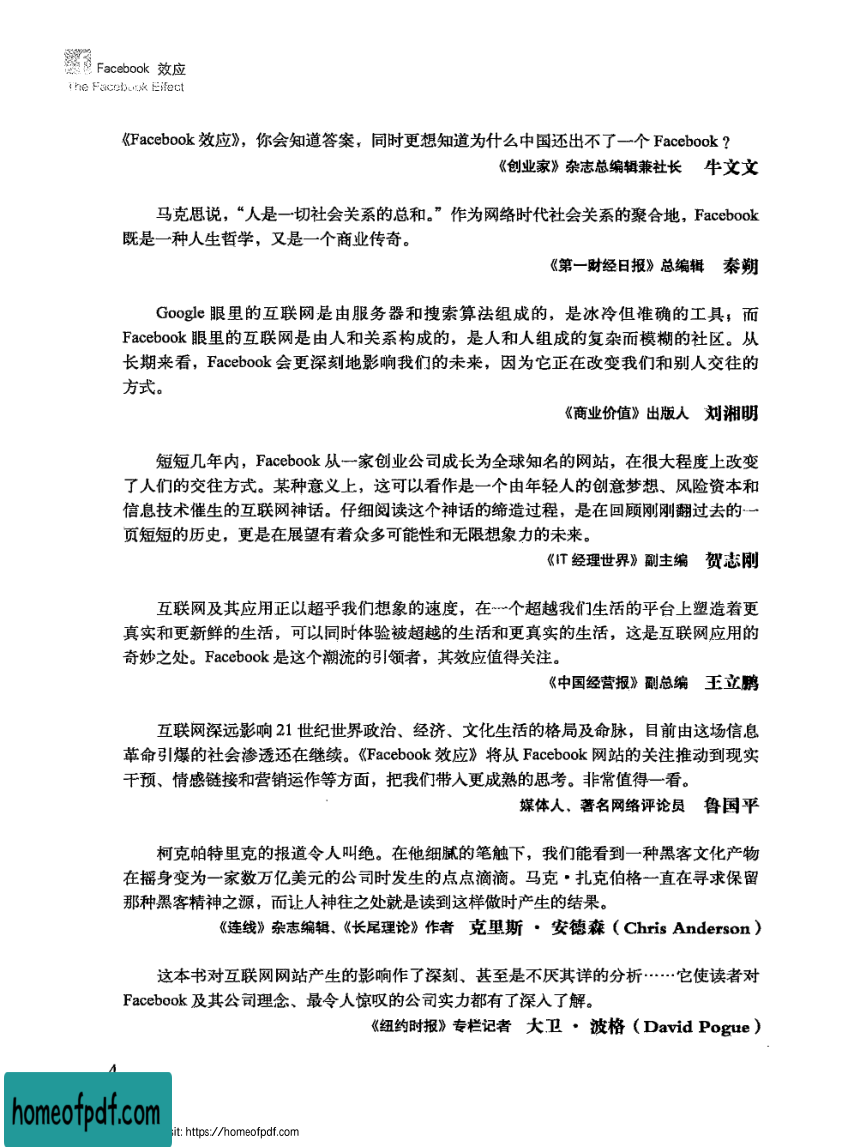 Facebook 效应
The Facebook Effect
《Facebook 效应》，你会知道答案，同时更想知道为什么中国还出不了一个 Facebook？
《创业家》杂志总编辑兼社长 牛文文
马克思说，“人是一切社会关系的总和。”作为网络时代社会关系的聚合地，Facebook
既是一种人生哲学，又是一个商业传奇。
《第一财经日报》总编辑 秦朔
Google 眼里的互联网是由服务器和搜索算法组成的，是冰冷但准确的工具；而
Facebook 眼里的互联网是由人和关系构成的，是人和人组成的复杂而模糊的社区。从
长期来看，Facebook 会更深刻地影响我们的未来，因为它正在改变我们和别人交往的
方式。
《商业价值》出版人 刘湘明
短短几年内，Facebook 从一家创业公司成长为全球知名的网站，在很大程度上改变
了人们的交往方式。某种意义上，这可以看作是一个由年轻人的创意梦想、风险资本和
信息技术催生的互联网神话。仔细阅读这个神话的缔造过程，是在回顾刚刚翻过去的一
页短短的历史，更是在展望有着众多可能性和无限想象力的未来。
《IT 经理世界》副主编 贺志刚
互联网及其应用正以超乎我们想象的速度，在一个超越我们生活的平台上塑造着更
真实和更新鲜的生活，可以同时体验被超越的生活和更真实的生活，这是互联网应用的
奇妙之处。Facebook 是这个潮流的引领者，其效应值得关注。
《中国经营报》副总编 王立鹏
互联网深远影响 21 世纪世界政治、经济、文化生活的格局及命脉，目前由这场信息
革命引爆的社会渗透还在继续。《Facebook 效应》将从 Facebook 网站的关注推动到现实
干预、情感链接和营销运作等方面，把我们带入更成熟的思考。非常值得一看。
媒体人、著名网络评论员 鲁国平
柯克帕特里克的报道令人叫绝。在他细腻的笔触下，我们能看到一种黑客文化产物
在摇身变为一家数万亿美元的公司时发生的点点滴滴。马克·扎克伯格一直在寻求保留
那种黑客精神之源，而让人神往之处就是读到这样做时产生的结果。
《连线》杂志编辑、《长尾理论》作者 克里斯·安德森（Chris Anderson）
这本书对互联网网站产生的影响作了深刻、甚至是不厌其详的分析……它使读者对
Facebook 及其公司理念、最令人惊叹的公司实力都有了深入了解。
《纽约时报》专栏记者 大卫·波格（David Pogue）
homeofpdf.com
sit: https://homeofpdf.com